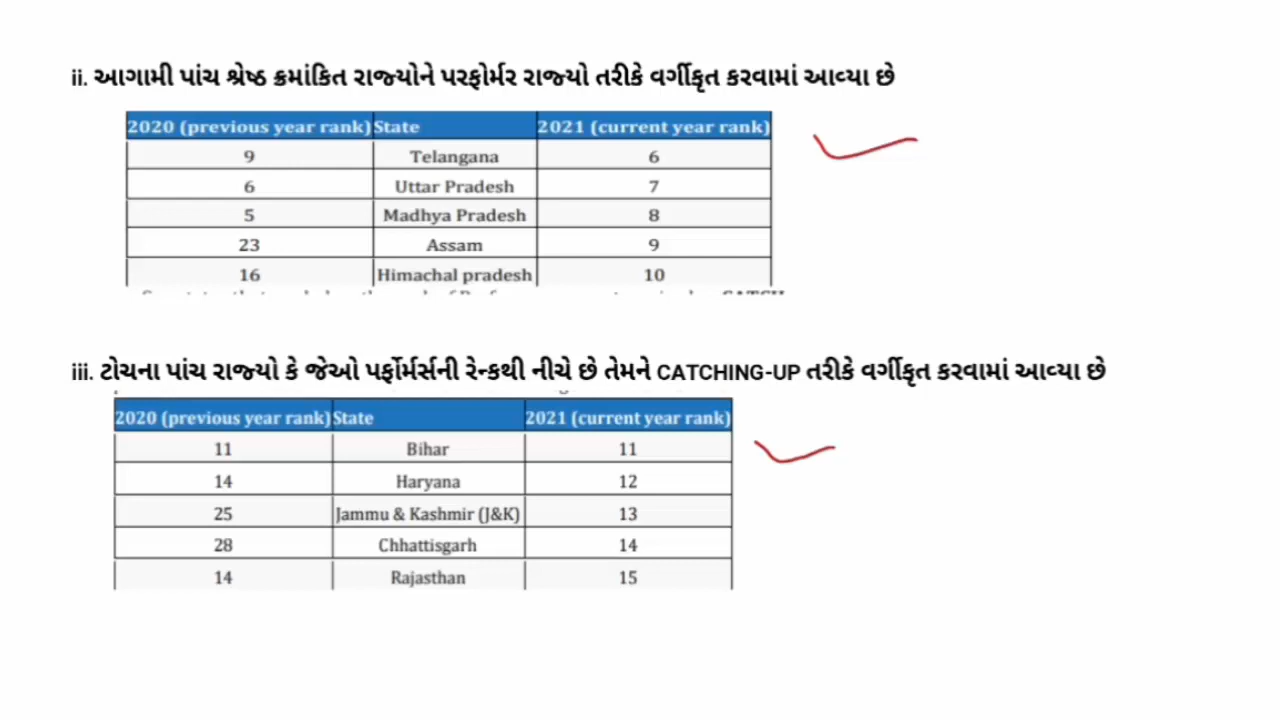 ii. આગામી પાંચ શ્રેષ્ઠ ક્રમાંકિત રાજ્યોને પરફોર્મર રાજ્યો તરીકે વર્ગીકૃત કરવામાં આવ્યા છે
2020 (previous year rank) State 2021 (current year rank)
9 Telangana 6
6 Uttar Pradesh 7
5 Madhya Pradesh 8
23 Assam 9
16 Himachal pradesh 10
iii. ટોચના પાંચ રાજ્યો કે જેઓ પર્ફોર્મર્સની રેન્કથી નીચે છે તેમને CATCHING-UP તરીકે વર્ગીકૃત કરવામાં આવ્યા છે
2020 (previous year rank) State 2021 (current year rank)
11 Bihar 11
14 Haryana 12
25 Jammu & Kashmir (J&K) 13
28 Chhattisgarh 14
14 Rajasthan 15